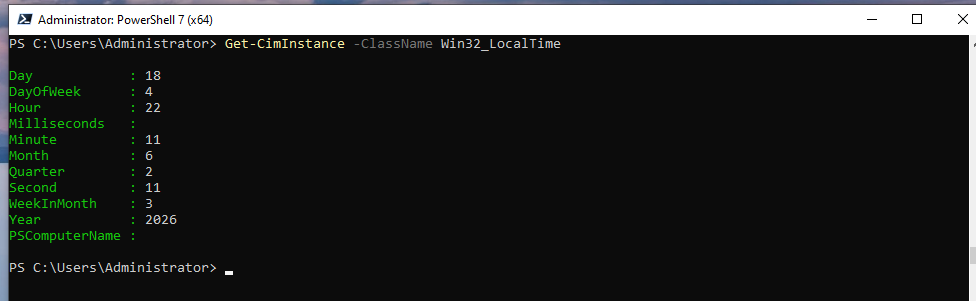 Administrator: PowerShell 7 (x64)
PS C:\Users\Administrator> Get-CimInstance -ClassName Win32_LocalTime
Day : 18
DayOfWeek : 4
Hour : 22
Milliseconds :
Minute : 11
Month : 6
Quarter : 2
Second : 11
WeekInMonth : 3
Year : 2026
PSComputerName :
PS C:\Users\Administrator>